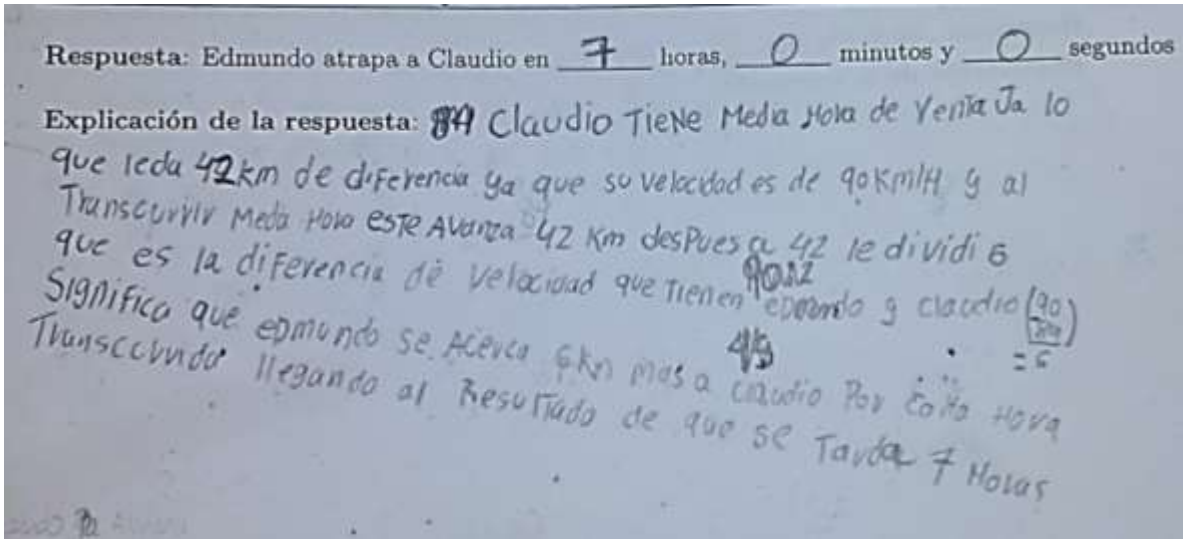 Respuesta: Edmundo atrapa a Claudio en 7 horas, 0 minutos y 0 segundos
Explicación de la respuesta: Claudio Tiene Media Hora de VentaJa lo
que leda 42km de diferencia ya que su velocidad es de 90Km/H y al
Transcurrir Media Hora esTe Avanza 42 Km desPues a 42 le dividi 6
que es la diferencia de velocidad que Tienen edmundo y claudio (90
= 6
Significa que edmundo se Acerca 6km mas a claudio Por cada Hora
Transcurrida llegando al ResulTado de que se Tarda 7 Horas